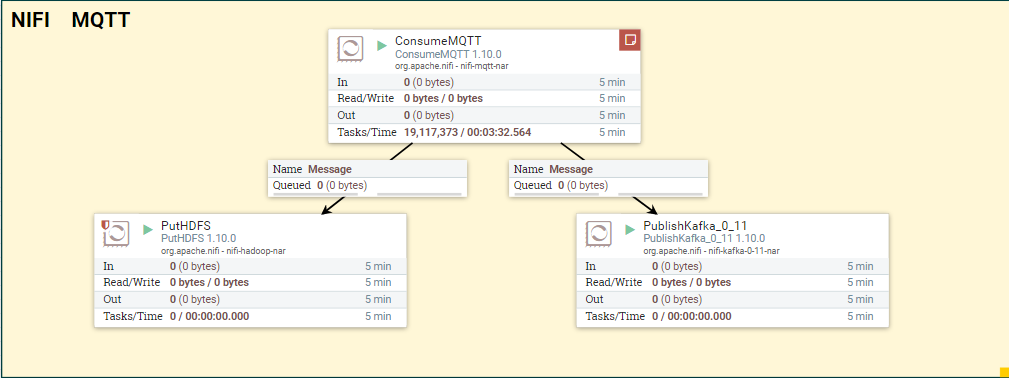 NIFI MQTT
ConsumeMQTT
ConsumeMQTT 1.10.0
org.apache.nifi - nifi-mqtt-nar
In 0 (0 bytes) 5 min
Read/Write 0 bytes / 0 bytes 5 min
Out 0 (0 bytes) 5 min
Tasks/Time 19,117,373 / 00:03:32.564 5 min
Name Message
Queued 0 (0 bytes)
Name Message
Queued 0 (0 bytes)
PutHDFS
PutHDFS 1.10.0
org.apache.nifi - nifi-hadoop-nar
In 0 (0 bytes) 5 min
Read/Write 0 bytes / 0 bytes 5 min
Out 0 (0 bytes) 5 min
Tasks/Time 0 / 00:00:00.000 5 min
PublishKafka_0_11
PublishKafka_0_11 1.10.0
org.apache.nifi - nifi-kafka-0-11-nar
In 0 (0 bytes) 5 min
Read/Write 0 bytes / 0 bytes 5 min
Out 0 (0 bytes) 5 min
Tasks/Time 0 / 00:00:00.000 5 min